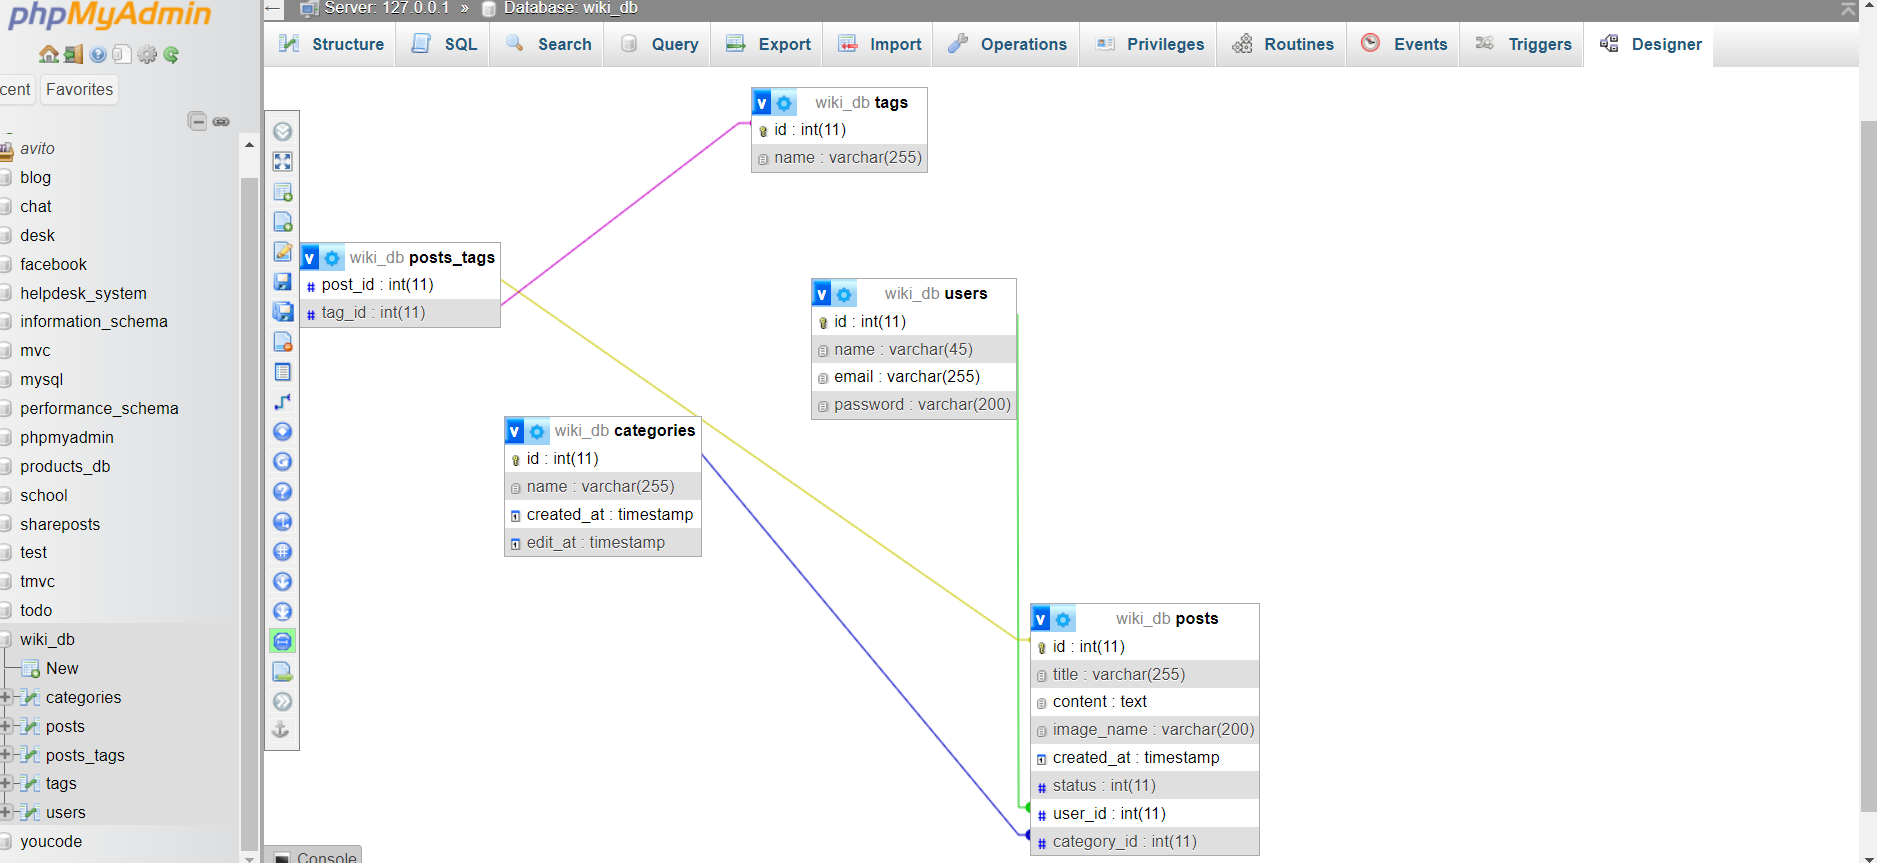 phpMyAdmin
cent Favorites
avito
blog
chat
desk
facebook
helpdesk_system
information_schema
mvc
mysql
performance_schema
phpmyadmin
products_db
school
shareposts
test
tmvc
todo
wiki_db
New
categories
posts
posts_tags
tags
users
youcode
Server: 127.0.0.1 » Database: wiki_db
Structure SQL Search Query Export Import Operations Privileges Routines Events Triggers Designer
v wiki_db tags
id : int(11)
name : varchar(255)
v wiki_db posts_tags
# post_id : int(11)
# tag_id : int(11)
v wiki_db users
id : int(11)
name : varchar(45)
email : varchar(255)
password : varchar(200)
v wiki_db categories
id : int(11)
name : varchar(255)
created_at : timestamp
edit_at : timestamp
v wiki_db posts
id : int(11)
title : varchar(255)
content : text
image_name : varchar(200)
created_at : timestamp
# status : int(11)
# user_id : int(11)
# category_id : int(11)
Console